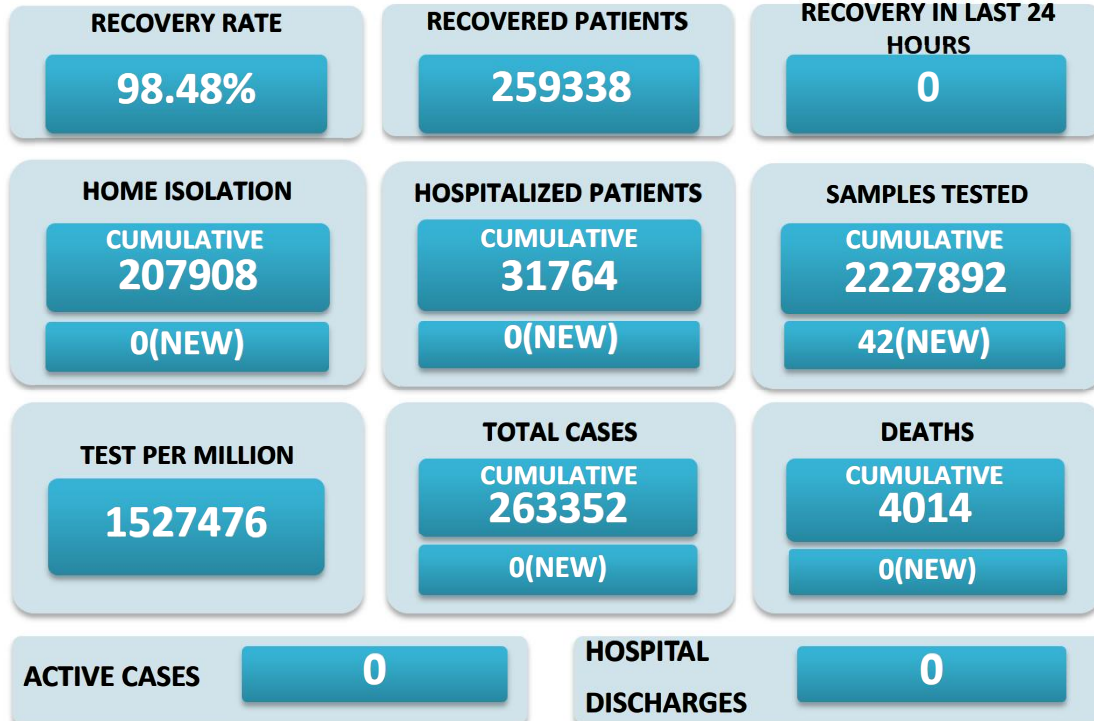 RECOVERY RATE
98.48%
RECOVERED PATIENTS
259338
RECOVERY IN LAST 24
HOURS
0
HOME ISOLATION
CUMULATIVE
207908
0(NEW)
HOSPITALIZED PATIENTS
CUMULATIVE
31764
0(NEW)
SAMPLES TESTED
CUMULATIVE
2227892
42(NEW)
TEST PER MILLION
1527476
TOTAL CASES
CUMULATIVE
263352
0(NEW)
DEATHS
CUMULATIVE
4014
0(NEW)
ACTIVE CASES
0
HOSPITAL
DISCHARGES
0